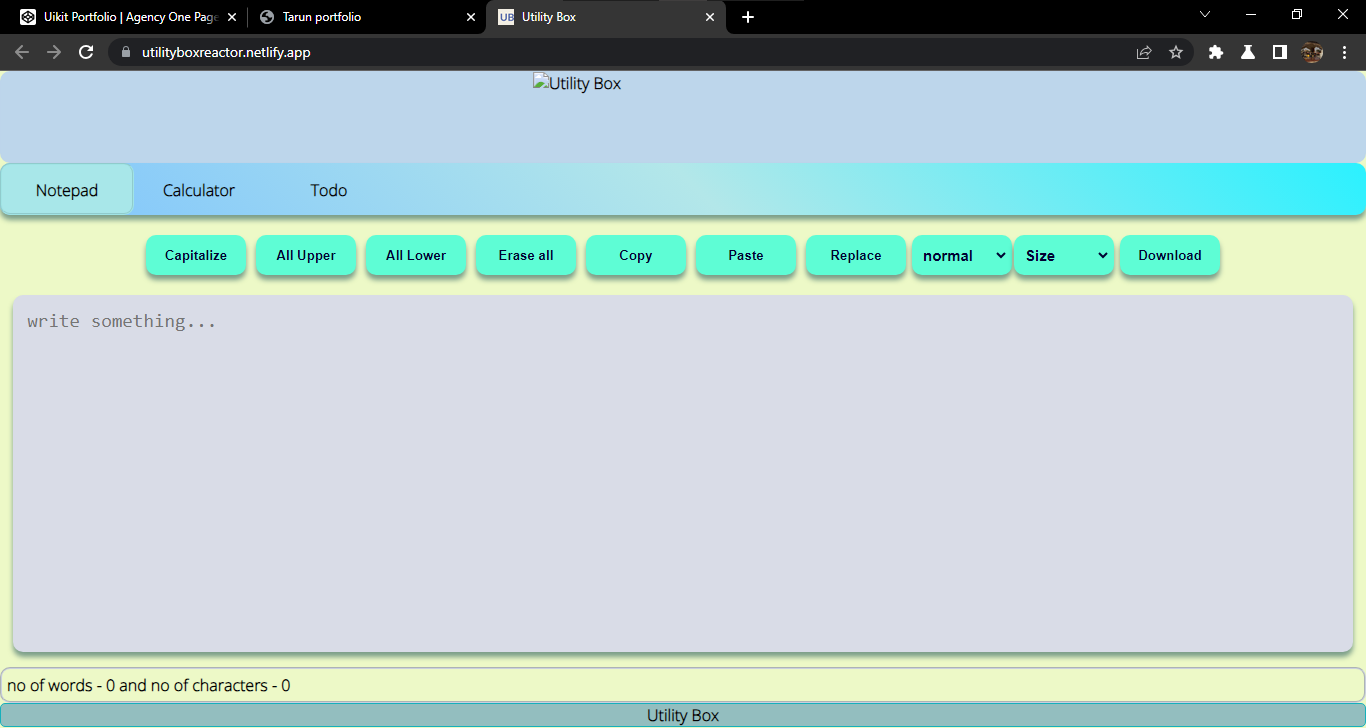 Uikit Portfolio | Agency One Page
Tarun portfolio
UB Utility Box
utilityboxreactor.netlify.app
Utility Box
Notepad Calculator Todo
Capitalize All Upper All Lower Erase all Copy Paste Replace normal Size Download
write something...
no of words - 0 and no of characters - 0
Utility Box